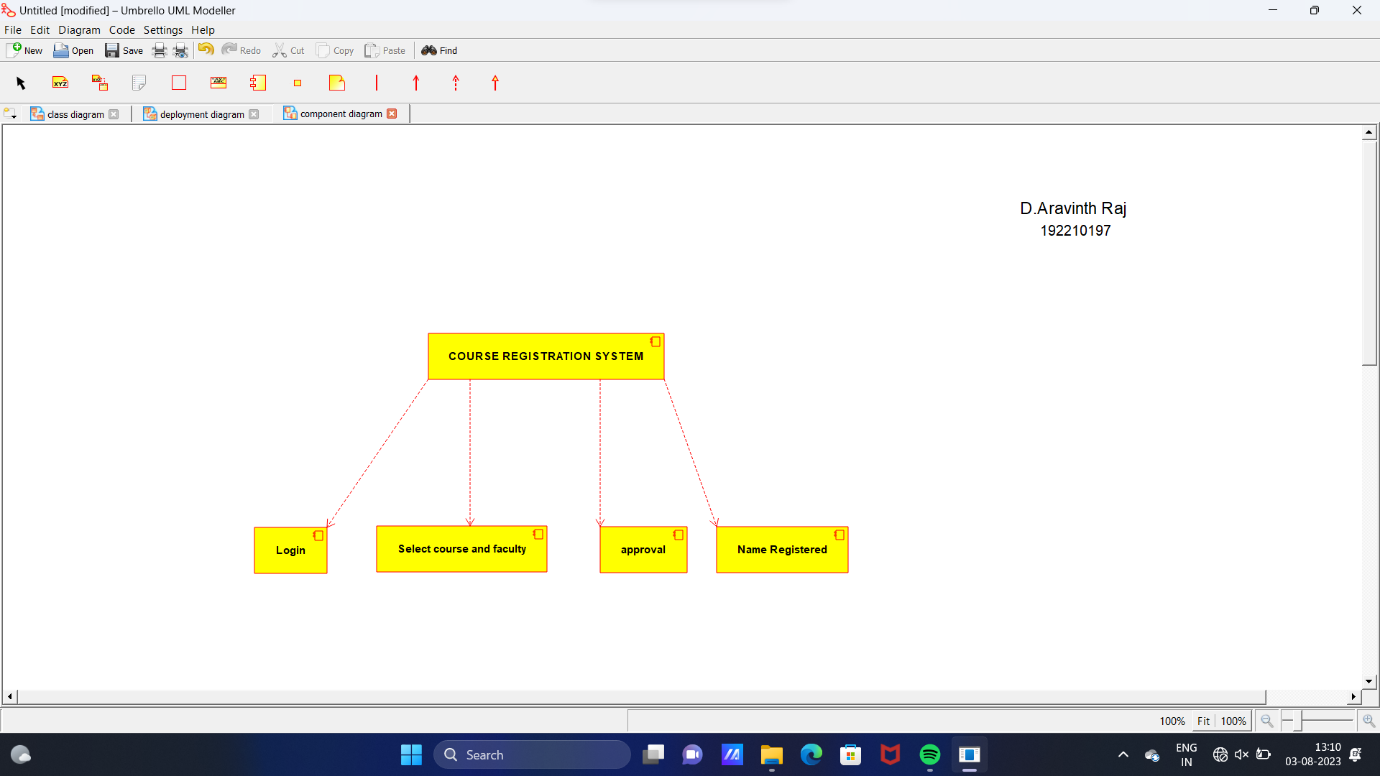 Untitled [modified] – Umbrello UML Modeller
File Edit Diagram Code Settings Help
New Open Save Redo Cut Copy Paste Find
XYZ
class diagram deployment diagram component diagram
D.Aravinth Raj
192210197
COURSE REGISTRATION SYSTEM
Login Select course and faculty approval Name Registered
100% Fit 100%
Search
ENG
IN
13:10
03-08-2023